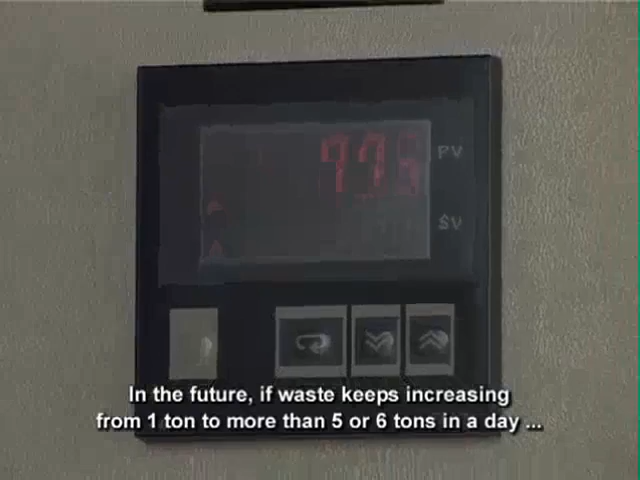 775
PV
SV
In the future, if waste keeps increasing
from 1 ton to more than 5 or 6 tons in a day ...